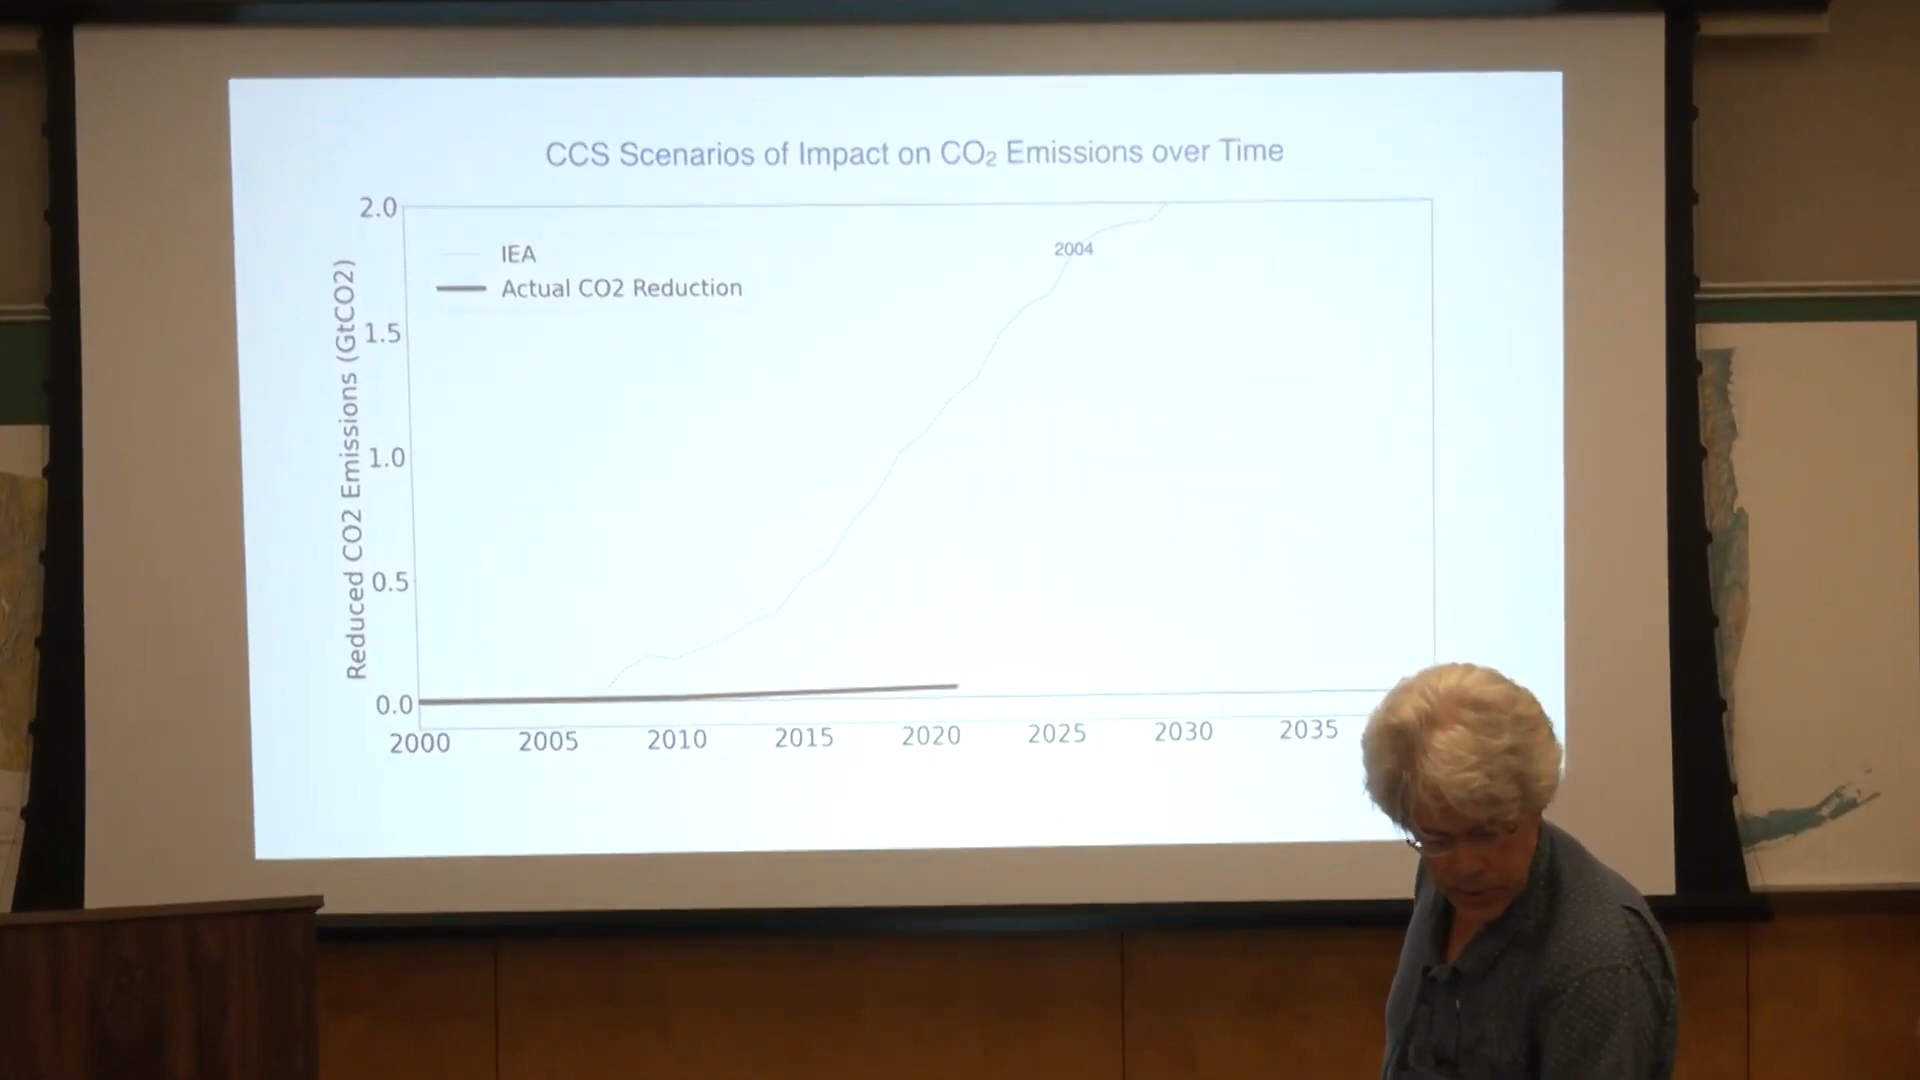 CCS Scenarios of Impact on CO₂ Emissions over Time
2.0
IEA
2004
Actual CO2 Reduction
1.5
1.0
0.5
0.0
Reduced CO2 Emissions (GtCO2)
2000 2005 2010 2015 2020 2025 2030 2035